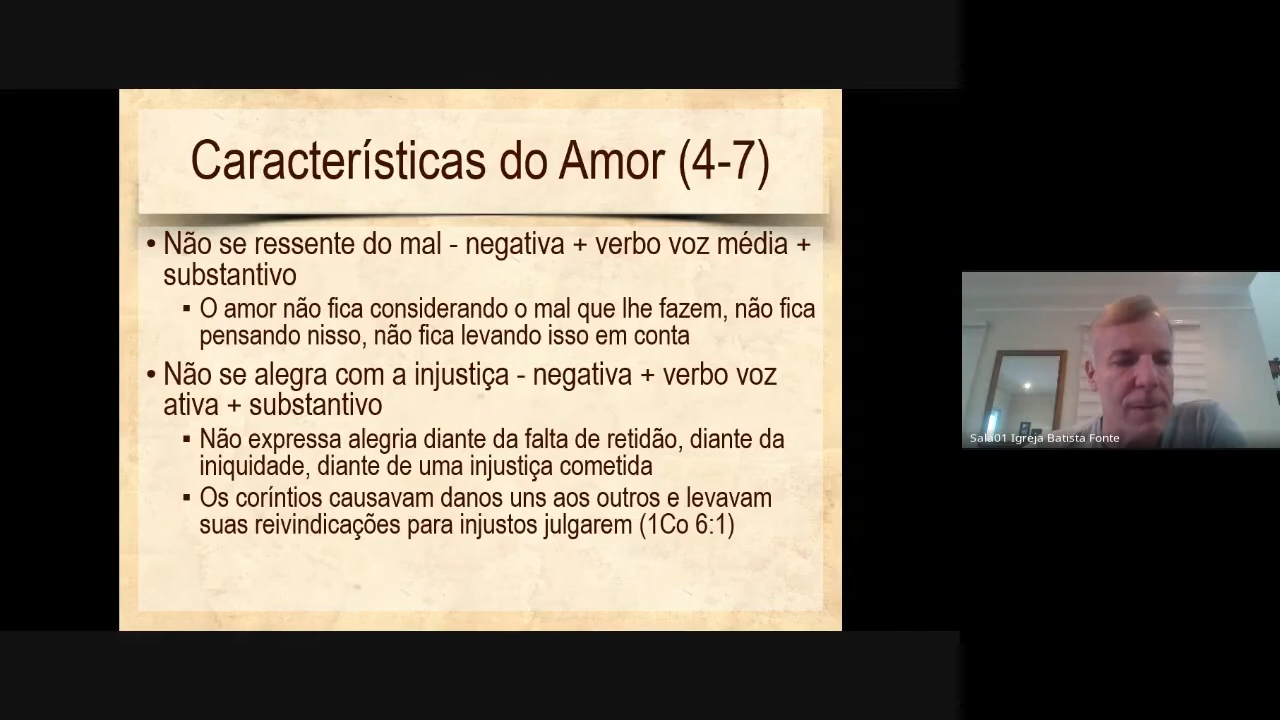 Características do Amor (4-7)
• Não se ressente do mal - negativa + verbo voz média +
substantivo
▪ O amor não fica considerando o mal que lhe fazem, não fica
pensando nisso, não fica levando isso em conta
• Não se alegra com a injustiça - negativa + verbo voz
ativa + substantivo
▪ Não expressa alegria diante da falta de retidão, diante da
iniquidade, diante de uma injustiça cometida
▪ Os coríntios causavam danos uns aos outros e levavam
suas reivindicações para injustos julgarem (1Co 6:1)
Sala01 Igreja Batista Fonte